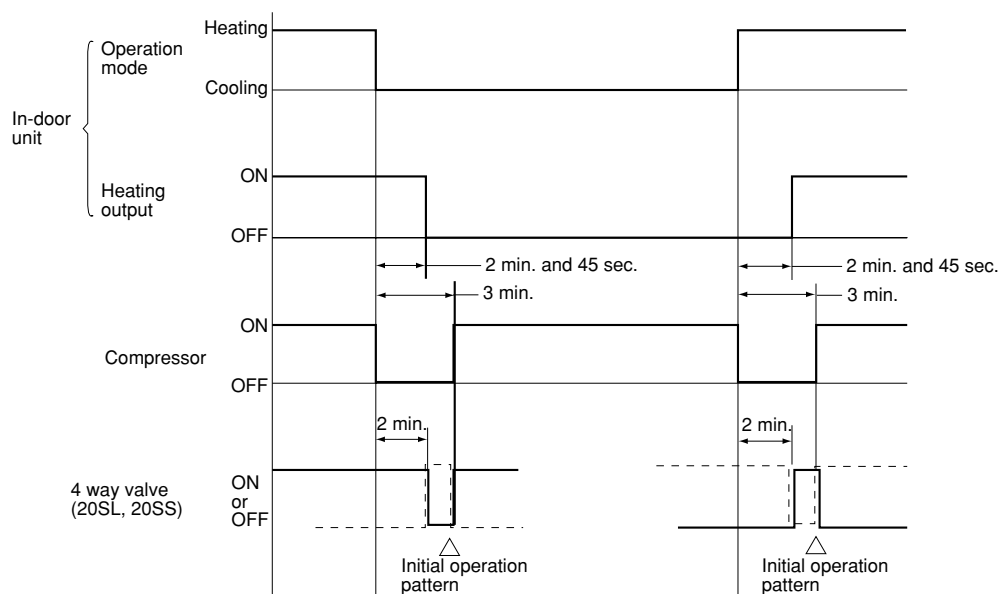 Heating
Operation
mode
Cooling
In-door
unit
ON
Heating
output
OFF
2 min. and 45 sec.
2 min. and 45 sec.
3 min.
3 min.
ON
Compressor
OFF
2 min.
2 min.
4 way valve
(20SL, 20SS)
ON
or
OFF
Initial operation
pattern
Initial operation
pattern